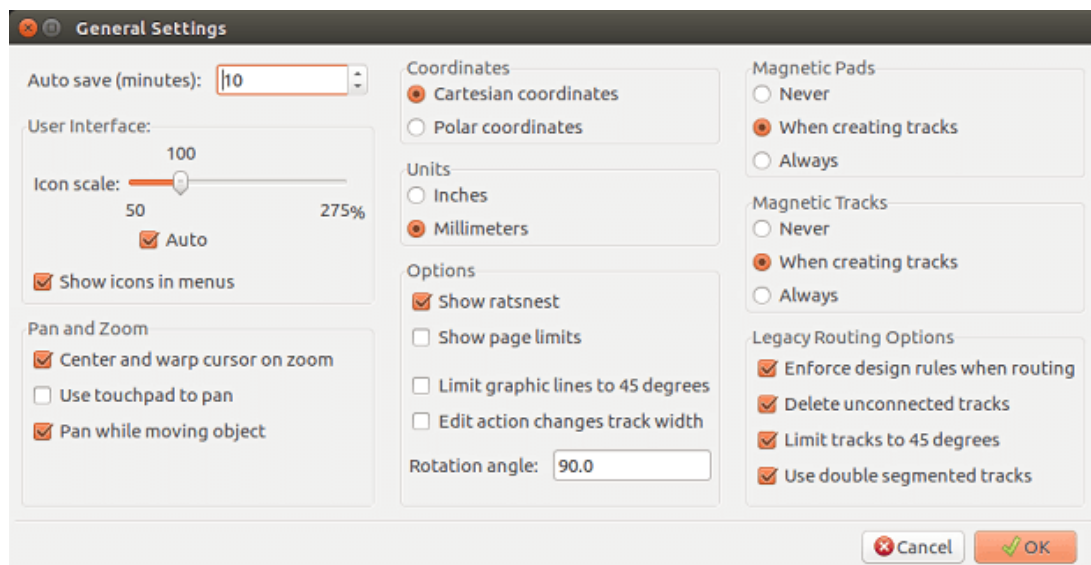 General Settings
Auto save (minutes): 10
User Interface:
100
Icon scale:
50 275%
Auto
Show icons in menus
Pan and Zoom
Center and warp cursor on zoom
Use touchpad to pan
Pan while moving object
Coordinates
Cartesian coordinates
Polar coordinates
Units
Inches
Millimeters
Options
Show ratsnest
Show page limits
Limit graphic lines to 45 degrees
Edit action changes track width
Rotation angle: 90.0
Magnetic Pads
Never
When creating tracks
Always
Magnetic Tracks
Never
When creating tracks
Always
Legacy Routing Options
Enforce design rules when routing
Delete unconnected tracks
Limit tracks to 45 degrees
Use double segmented tracks
Cancel OK